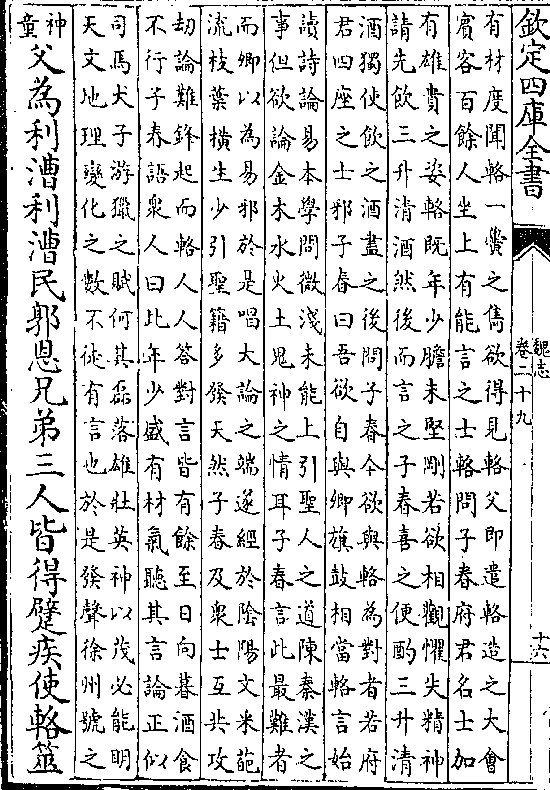 欽定四庫全書
魏志
卷二十九
十六
有材度聞輅一黌之儁欲得見輅父即遣輅造之大會
賓客百餘人坐上有能言之士輅問子春府君名士加
有雄貴之姿輅既年少膽未堅剛若欲相觀懼失精神
請先飲三升清酒然後而言之子春喜之便酌三升清
酒獨使飲之酒盡之後問子春今欲與輅為對者若府
君四座之士邪子春曰吾欲自與卿旗鼓相當輅言始
讀詩論易本學問微淺未能上引聖人之道陳秦漢之
事但欲論金木水火土鬼神之情耳子春言此最難者
而卿以為易邪於是唱大論之端遂經於陰陽文采葩
流枝葉橫生少引聖籍多發天然子春及衆士互共攻
劫論難鋒起而輅人人答對言皆有餘至日向暮酒食
不行子春語衆人曰此年少盛有材氣聽其言論正似
司馬犬子游獵之賦何其磊落雄壯英神以茂必能明
天文地理變化之數不徒有言也於是發聲徐州號之
神童
父為利漕利漕民郭恩兄弟三人皆得躄疾使輅筮